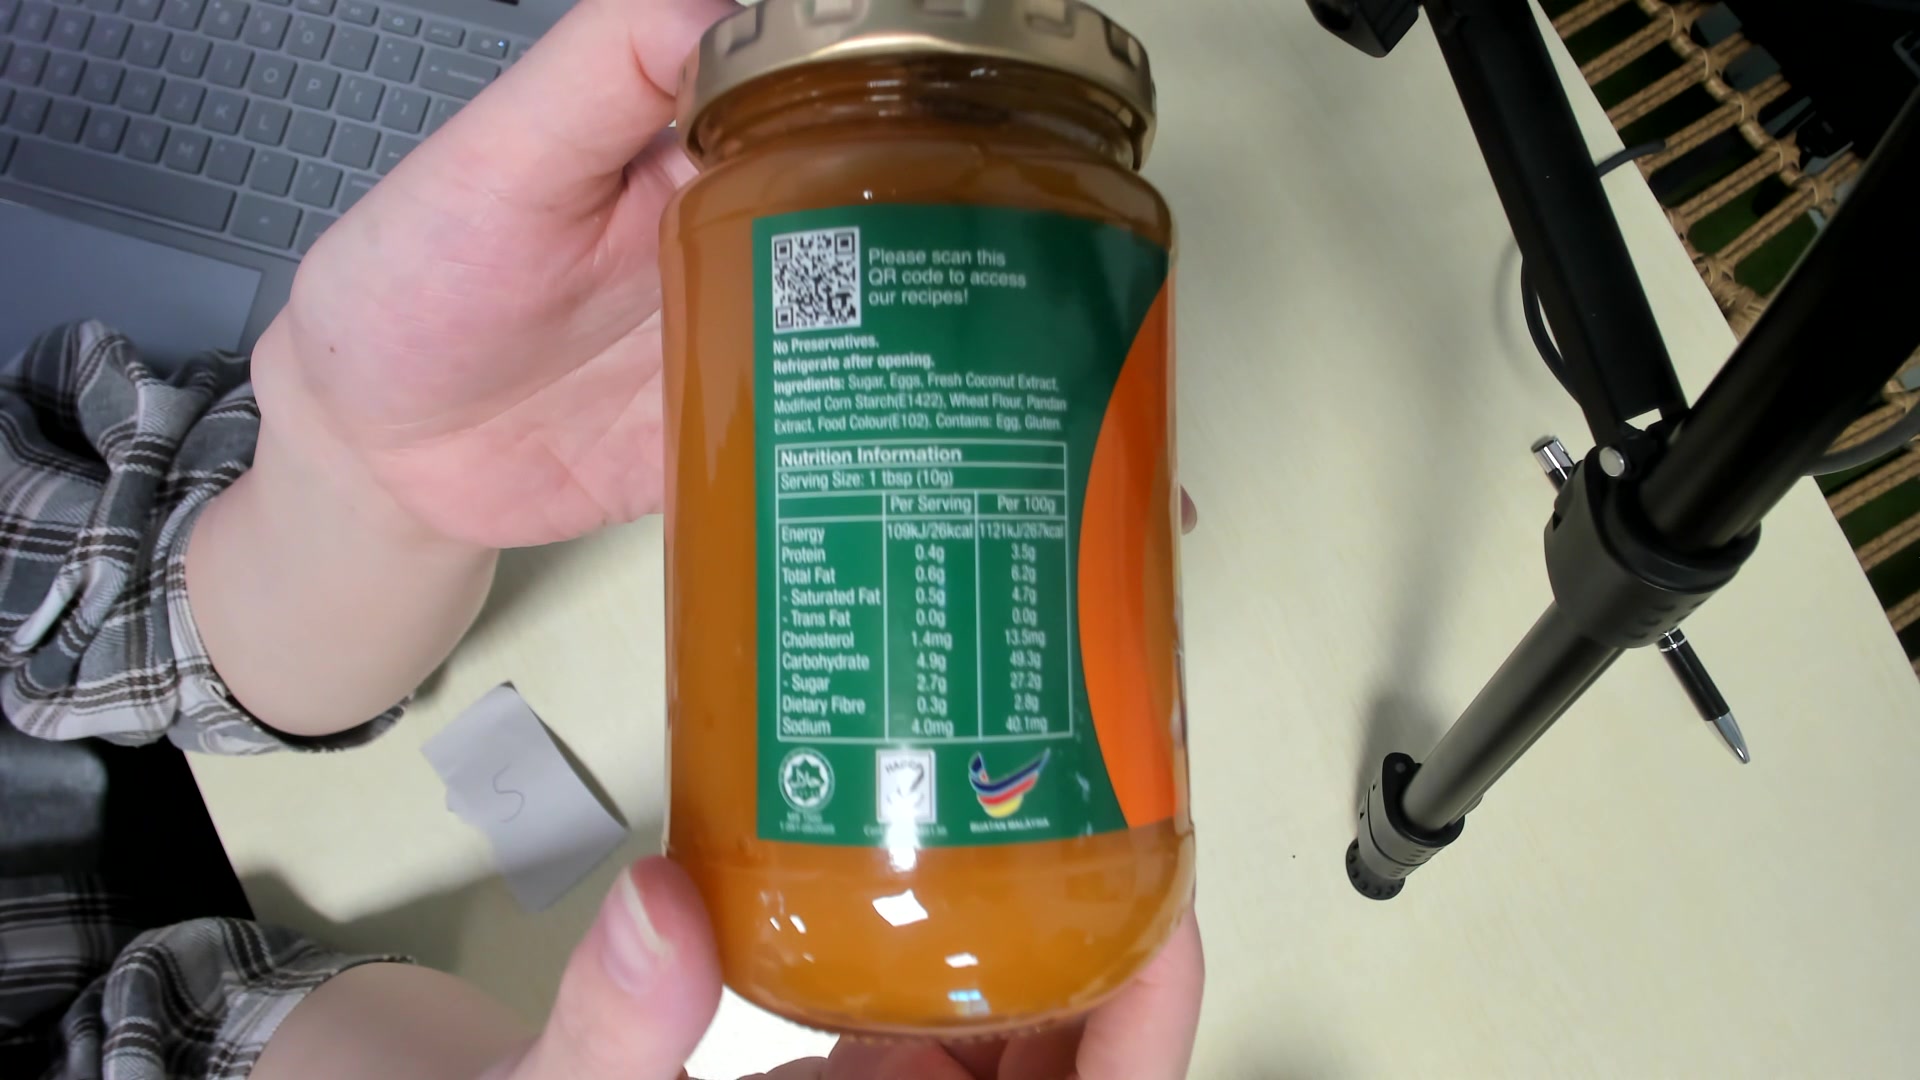 Please scan this
QR code to access
our recipes!
No Preservatives.
Refrigerate after opening.
Ingredients: Sugar, Eggs, Fresh Coconut Extract,
Modified Corn Starch(E1422), Wheat Flour, Pandan
Extract, Food Colour(E102). Contains: Egg, Gluten
Nutrition Information
Serving Size: 1 tbsp (10g)
Per Serving Per 100g
Energy 109kJ/26kcal 1121kJ/267kcal
Protein 0.4g 3.5g
Total Fat 0.6g 6.2g
- Saturated Fat 0.5g 4.7g
- Trans Fat 0.0g 0.0g
Cholesterol 1.4mg 13.5mg
Carbohydrate 4.9g 49.3g
- Sugar 2.7g 27.2g
Dietary Fibre 0.3g 2.8g
Sodium 4.0mg 40.1mg
HACCP
BUATAN MALAYSIA